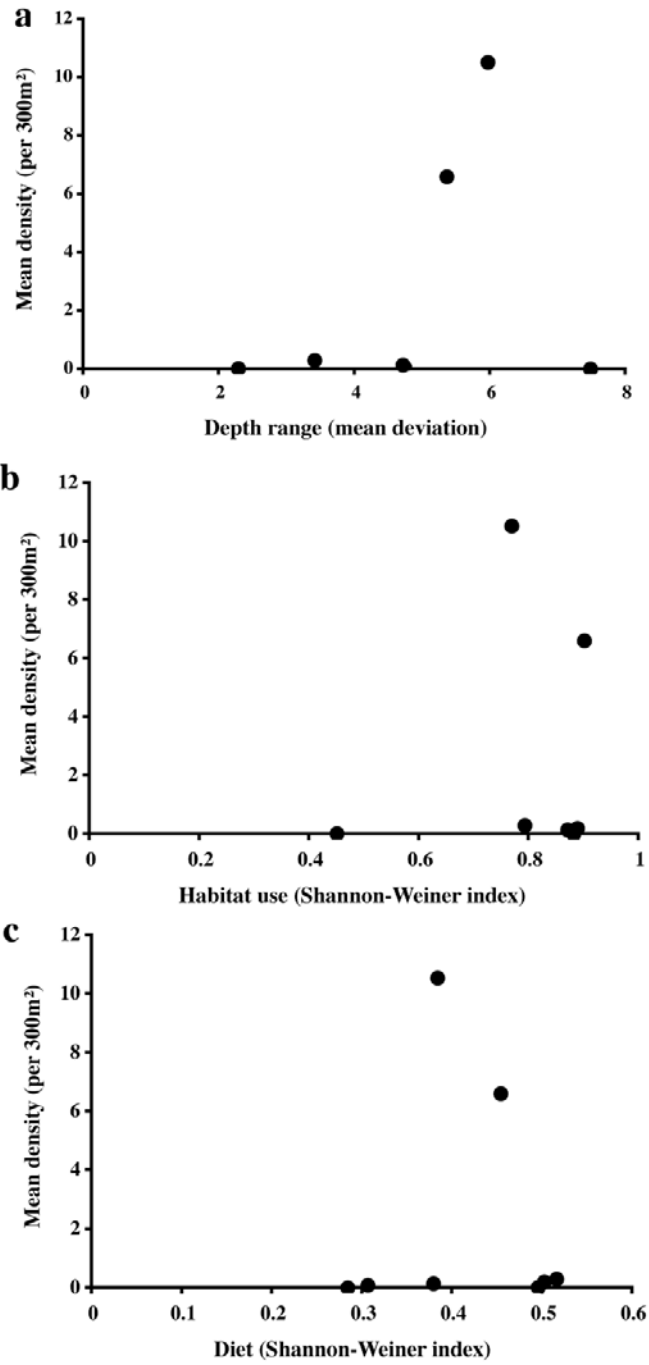 a
12
10
8
6
4
2
0
Mean density (per 300m²)
0 2 4 6 8
Depth range (mean deviation)
b
12
10
8
6
4
2
0
Mean density (per 300m²)
0 0.2 0.4 0.6 0.8 1
Habitat use (Shannon-Weiner index)
c
12
10
8
6
4
2
0
Mean density (per 300m²)
0 0.1 0.2 0.3 0.4 0.5 0.6
Diet (Shannon-Weiner index)